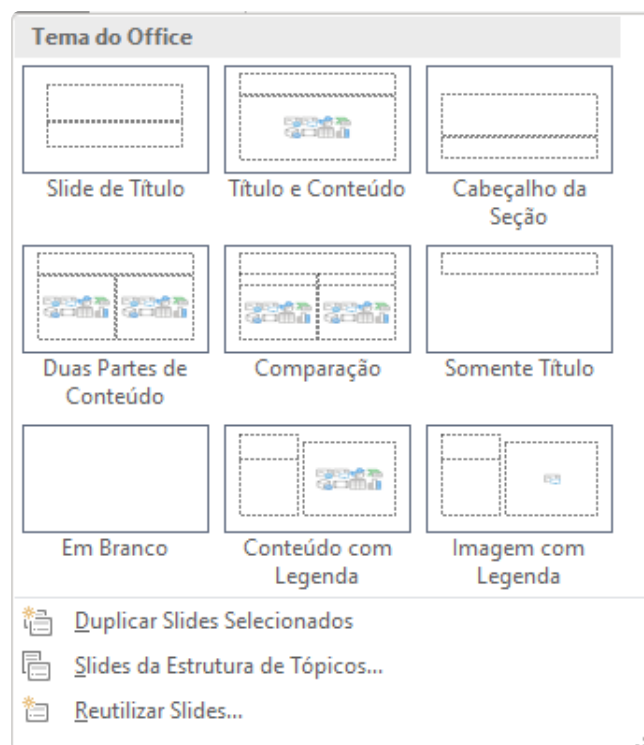 Tema do Office
Slide de Título
Título e Conteúdo
Cabeçalho da
Seção
Duas Partes de
Conteúdo
Comparação
Somente Título
Em Branco
Conteúdo com
Legenda
Imagem com
Legenda
Duplicar Slides Selecionados
Slides da Estrutura de Tópicos...
Reutilizar Slides...